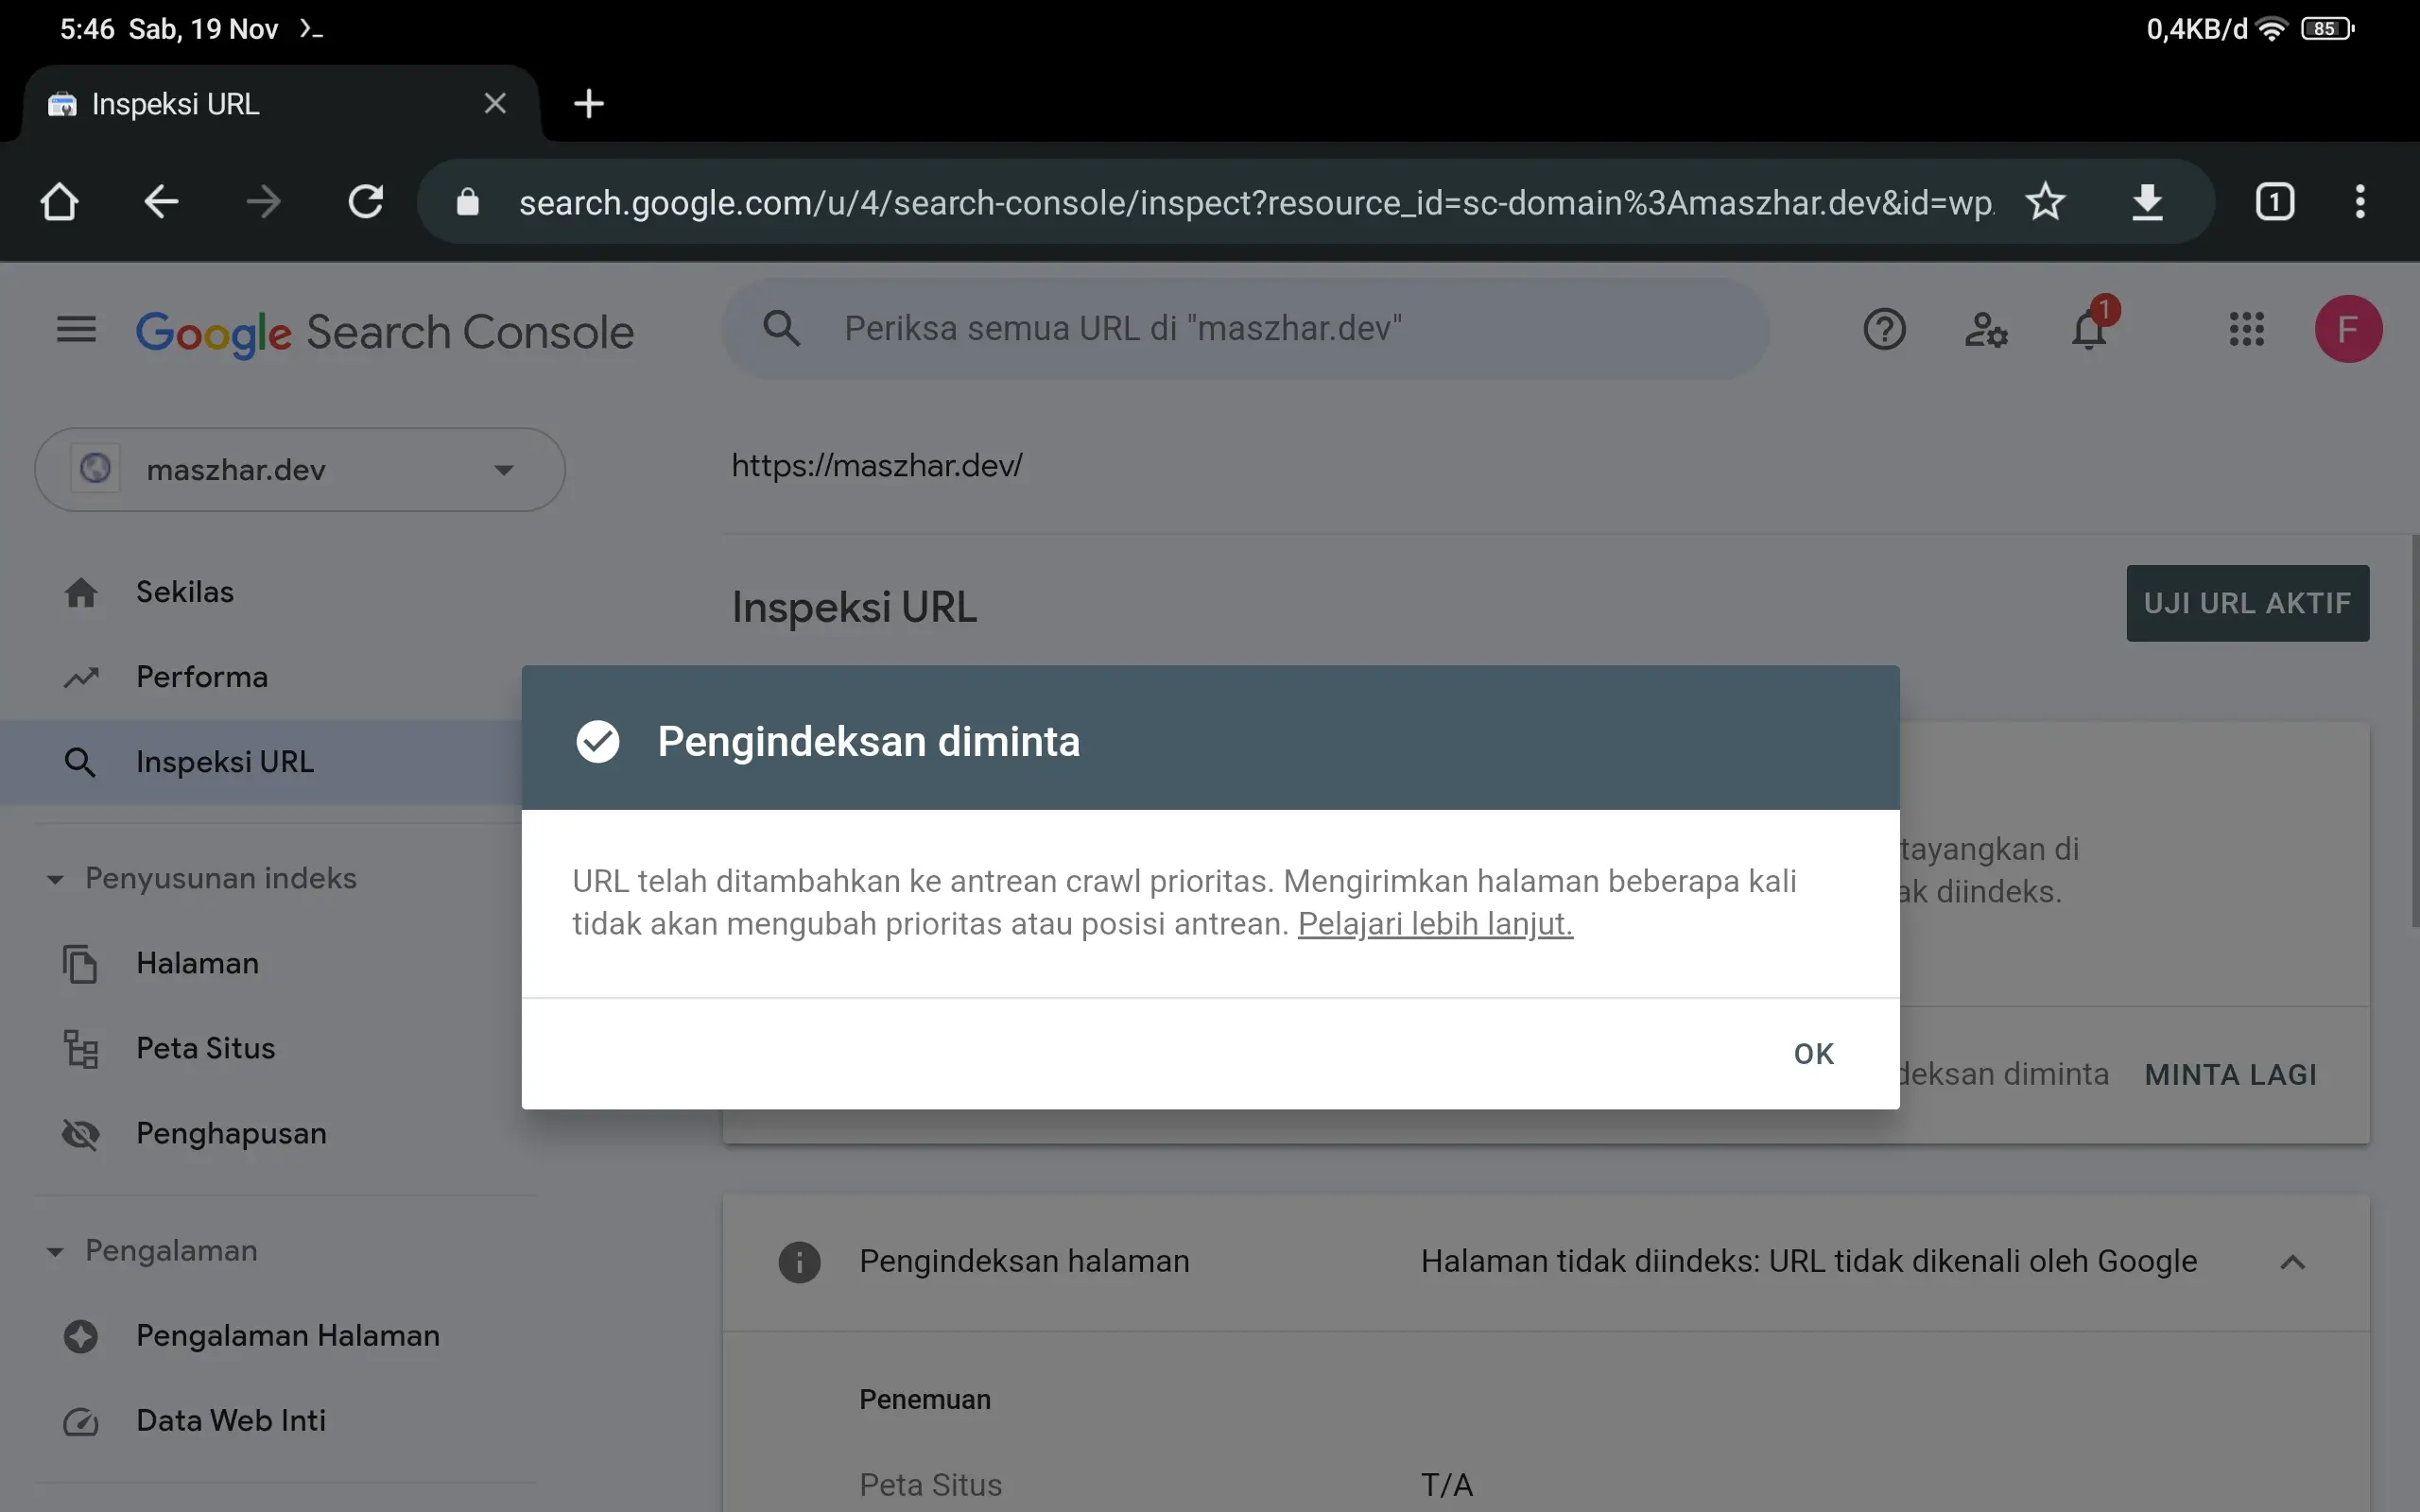 5:46 Sab, 19 Nov
0,4KB/d 85
Inspeksi URL
search.google.com/u/4/search-console/inspect?resource_id=sc-domain%3Amaszhar.dev&id=wp
1
Google Search Console
Periksa semua URL di "maszhar.dev"
1
F
maszhar.dev
https://maszhar.dev/
Sekilas
Performa
Inspeksi URL
Penyusunan indeks
Halaman
Peta Situs
Penghapusan
Pengalaman
Pengalaman Halaman
Data Web Inti
Inspeksi URL
UJI URL AKTIF
Pengindeksan diminta
URL telah ditambahkan ke antrean crawl prioritas. Mengirimkan halaman beberapa kali
tidak akan mengubah prioritas atau posisi antrean. Pelajari lebih lanjut.
OK
tayangkan di
ak diindeks.
deksan diminta
MINTA LAGI
Pengindeksan halaman
Halaman tidak diindeks: URL tidak dikenali oleh Google
Penemuan
Peta Situs
T/A